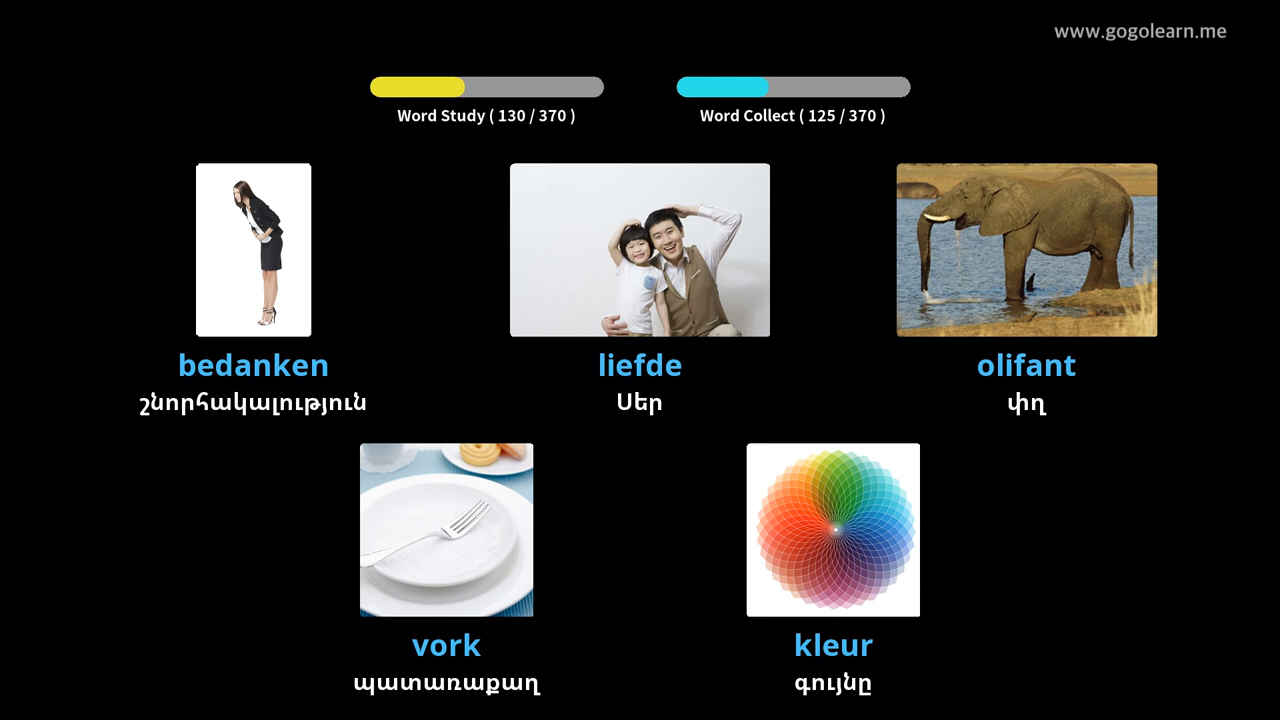 www.gogolearn.me
Word Study ( 130 / 370 )
Word Collect ( 125 / 370 )
bedanken
շնորհակալություն
liefde
Սեր
olifant
փղ
vork
պատառաքաղ
kleur
գույնը